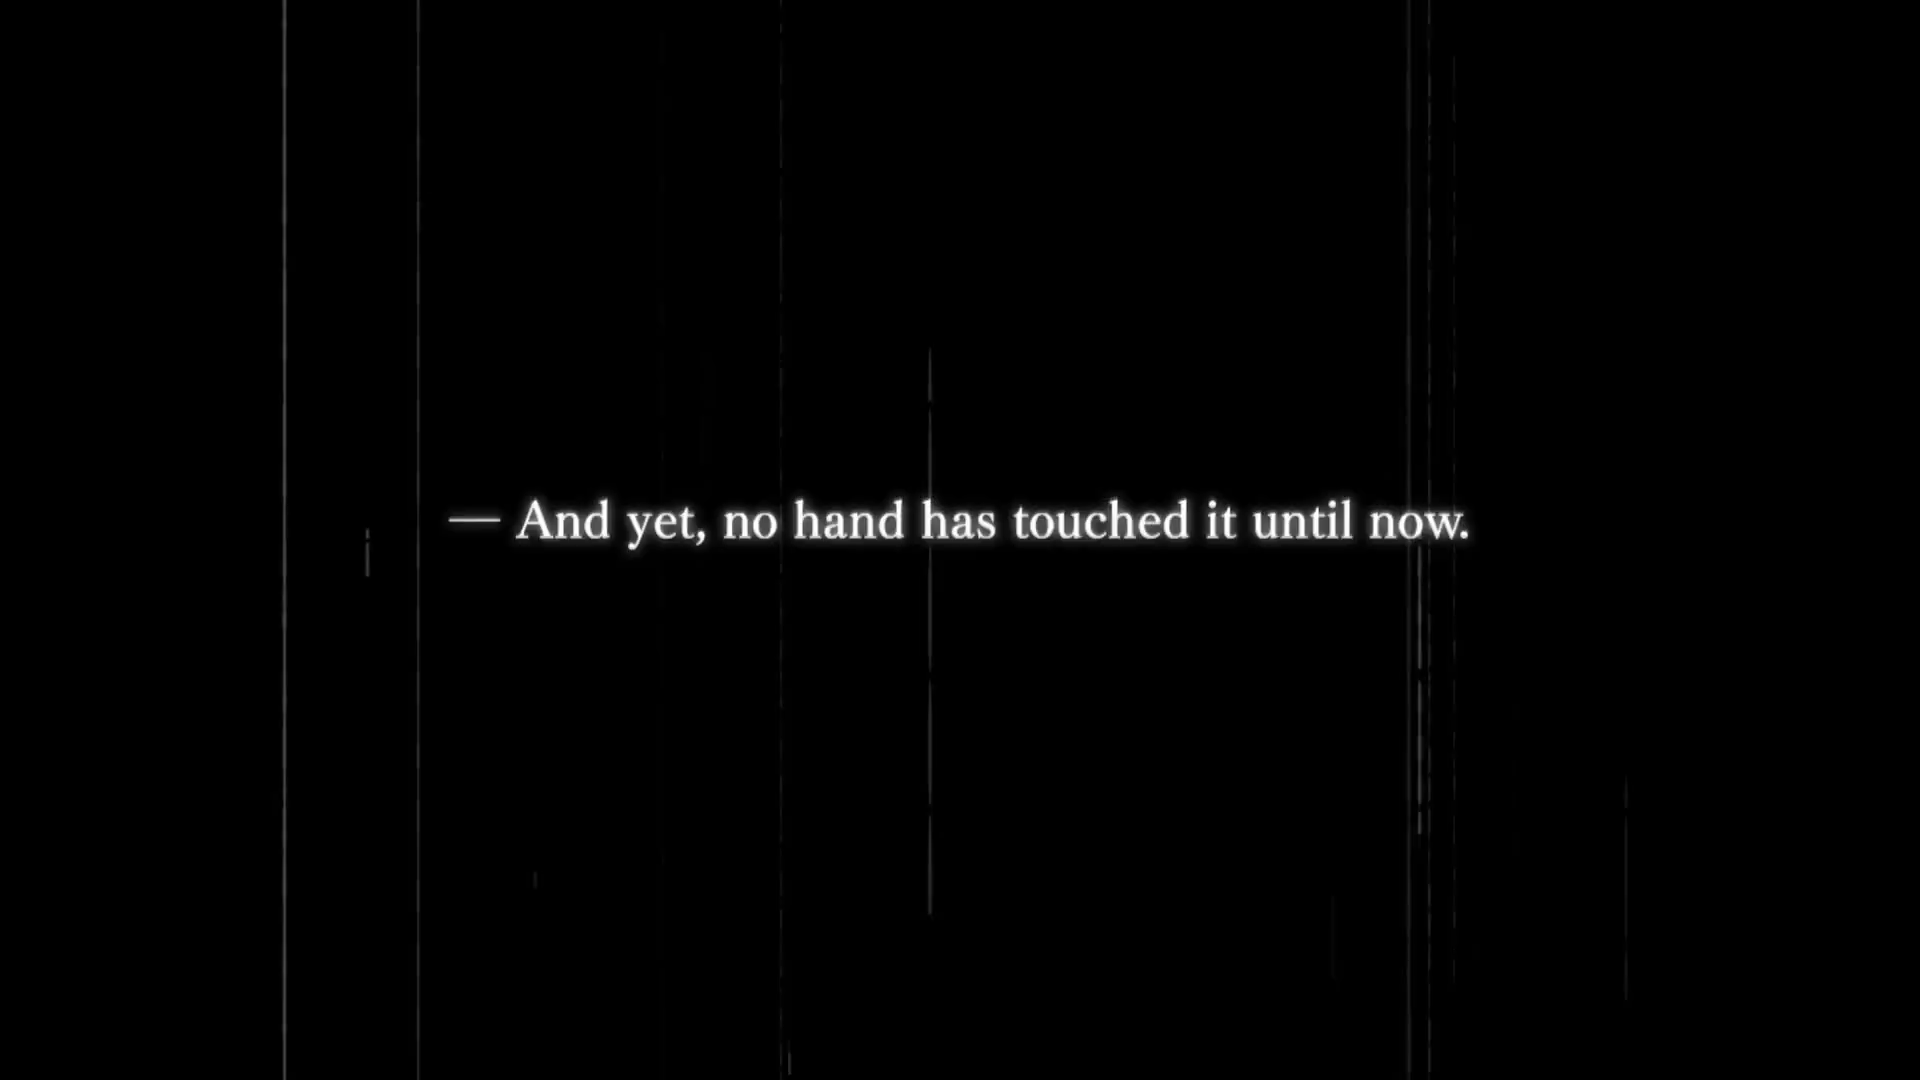 — And yet, no hand has touched it until now.